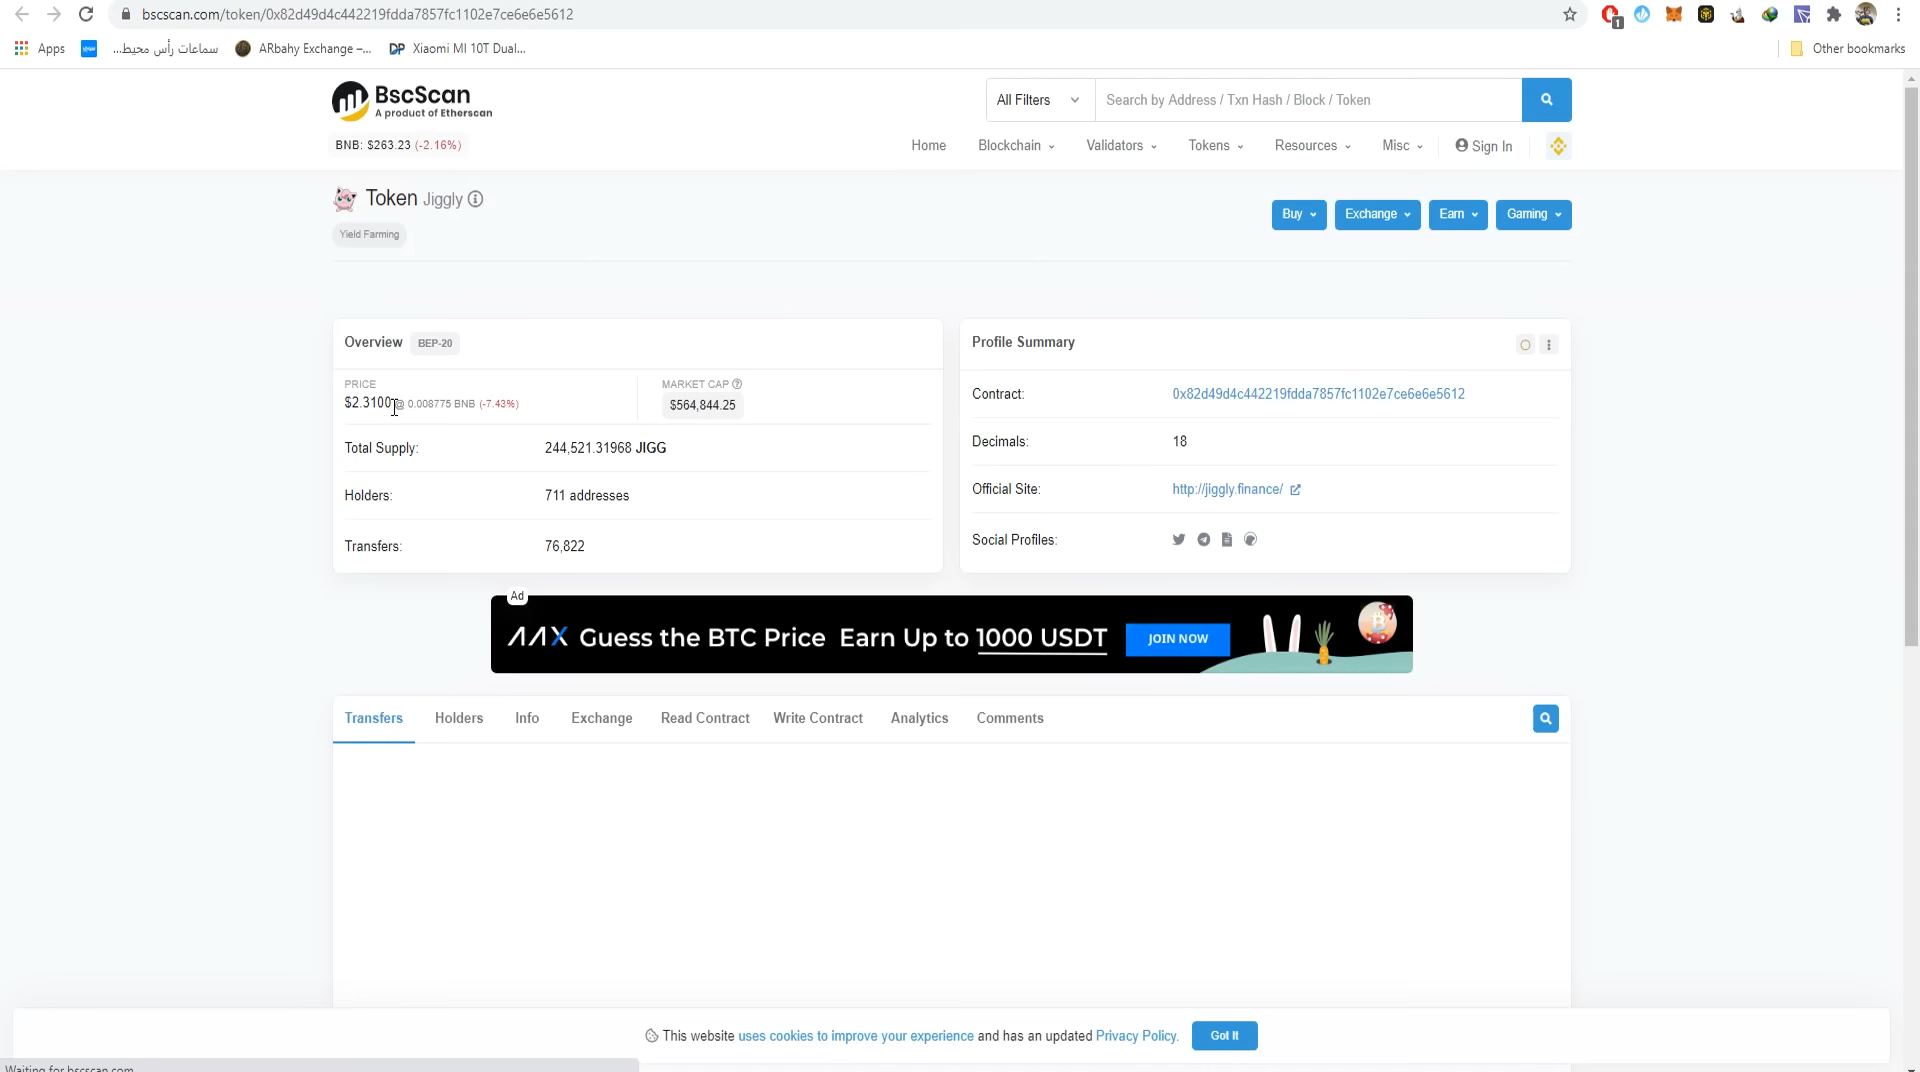 bscscan.com/token/0x82d49d4c442219fdda7857fc1102e7ce6e6e5612
1
Apps
سماعات رأس محيط...
ARbahy Exchange –...
DP
Xiaomi MI 10T Dual...
Other bookmarks
BscScan
A product of Etherscan
All Filters
Search by Address / Txn Hash / Block / Token
BNB: $263.23 (-2.16%)
Home
Blockchain
Validators
Tokens
Resources
Misc
Sign In
Token Jiggly
Yield Farming
Buy
Exchange
Earn
Gaming
Overview
BEP-20
PRICE
$2.3100 @ 0.008775 BNB (-7.43%)
MARKET CAP
$564,844.25
Total Supply:
244,521.31968 JIGG
Holders:
711 addresses
Transfers:
76,822
Profile Summary
Contract:
0x82d49d4c442219fdda7857fc1102e7ce6e6e5612
Decimals:
18
Official Site:
http://jiggly.finance/
Social Profiles:
Ad
AAX Guess the BTC Price Earn Up to 1000 USDT
JOIN NOW
Transfers
Holders
Info
Exchange
Read Contract
Write Contract
Analytics
Comments
This website uses cookies to improve your experience and has an updated Privacy Policy.
Got It
Waiting for bscscan.com